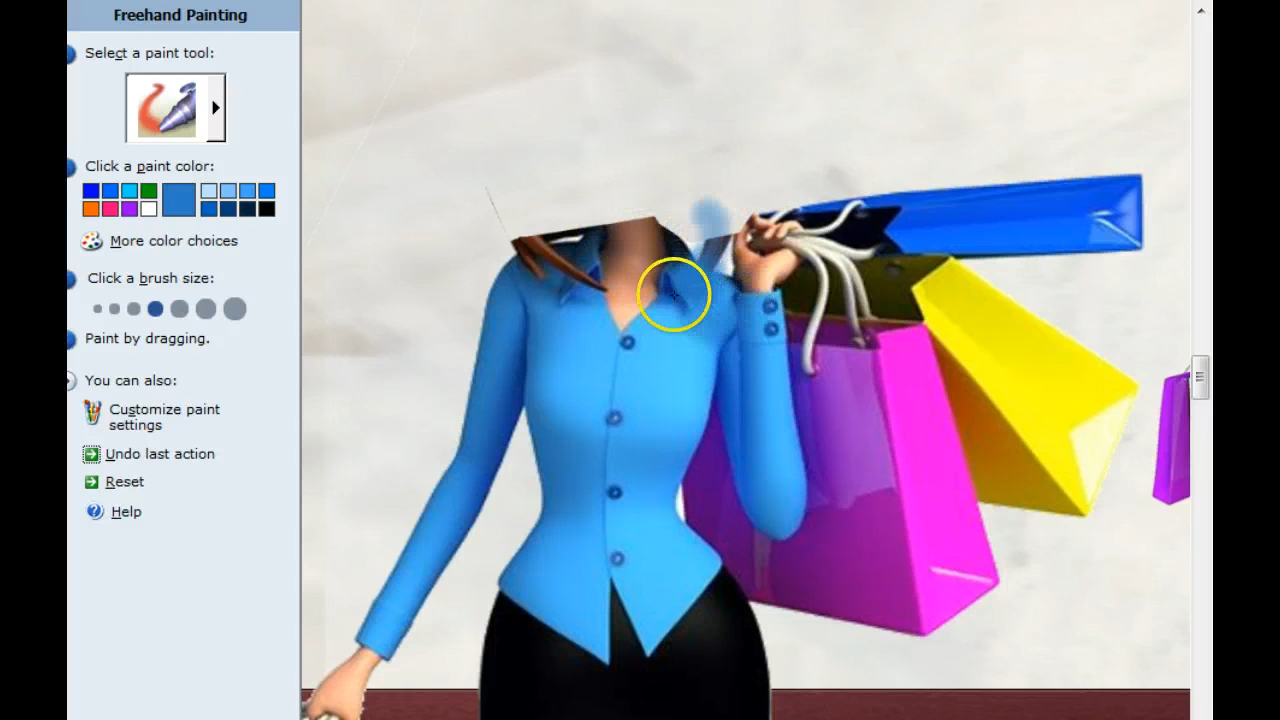 Freehand Painting
Select a paint tool:
Click a paint color:
More color choices
Click a brush size:
Paint by dragging.
You can also:
Customize paint
settings
Undo last action
Reset
Help